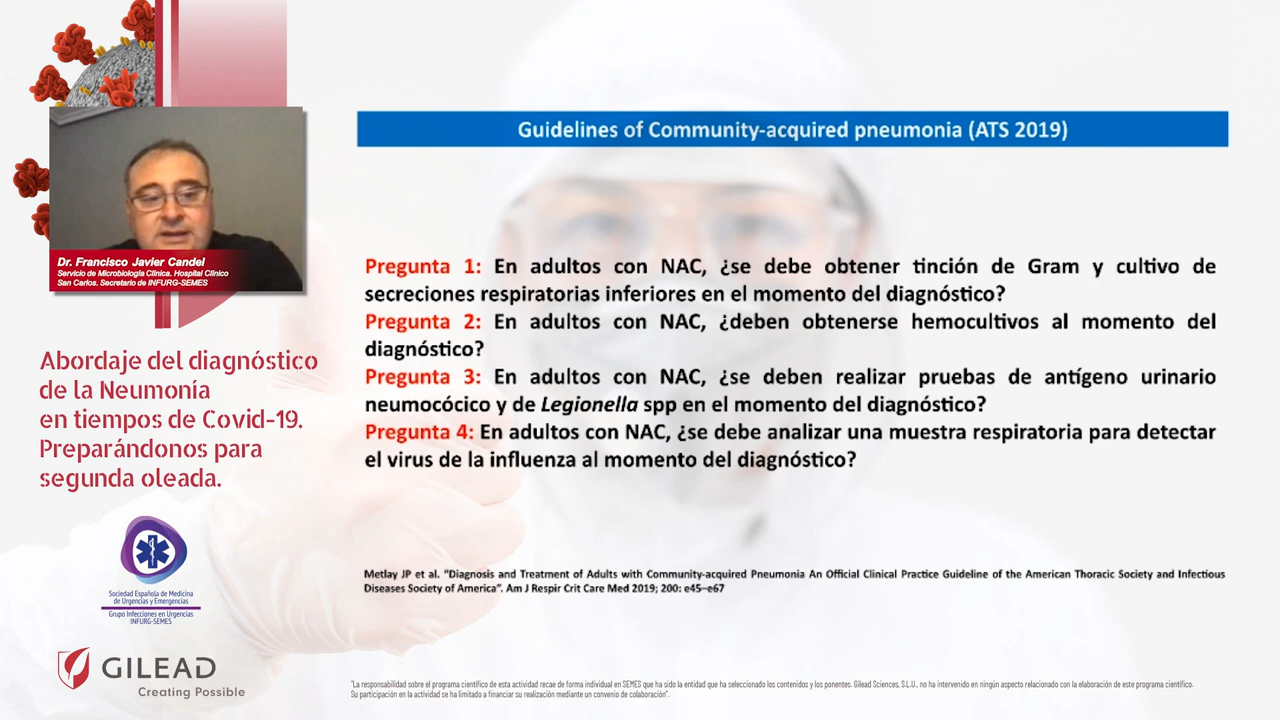 Guidelines of Community-acquired pneumonia (ATS 2019)
Dr. Francisco Javier Candel
Servicio de Microbiología Clínica. Hospital Clínico
San Carlos. Secretario de INFURG-SEMES
Pregunta 1: En adultos con NAC, ¿se debe obtener tinción de Gram y cultivo de
secreciones respiratorias inferiores en el momento del diagnóstico?
Pregunta 2: En adultos con NAC, ¿deben obtenerse hemocultivos al momento del
diagnóstico?
Pregunta 3: En adultos con NAC, ¿se deben realizar pruebas de antígeno urinario
neumocócico y de Legionella spp en el momento del diagnóstico?
Pregunta 4: En adultos con NAC, ¿se debe analizar una muestra respiratoria para detectar
el virus de la influenza al momento del diagnóstico?
Abordaje del diagnóstico
de la Neumonía
en tiempos de Covid-19.
Preparándonos para
segunda oleada.
Sociedad Española de Medicina
de Urgencias y Emergencias
Grupo Infecciones en Urgencias
INFURG-SEMES
GILEAD
Creating Possible
Metlay JP et al. "Diagnosis and Treatment of Adults with Community-acquired Pneumonia An Official Clinical Practice Guideline of the American Thoracic Society and Infectious
Diseases Society of America". Am J Respir Crit Care Med 2019; 200: e45–e67
"La responsabilidad sobre el programa científico de esta actividad recae de forma individual en SEMES que ha sido la entidad que ha seleccionado los contenidos y los ponentes. Gilead Sciences, S.L.U., no ha intervenido en ningún aspecto relacionado con la elaboración de este programa científico.
Su participación en la actividad se ha limitado a financiar su realización mediante un convenio de colaboración".